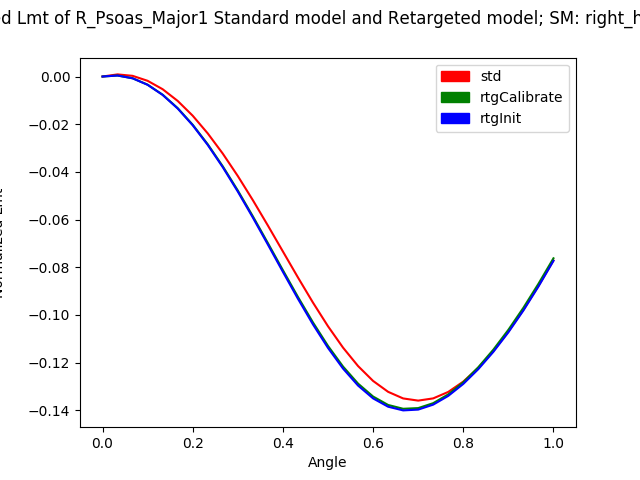 d Lmt of R_Psoas_Major1 Standard model and Retargeted model; SM: right_h
0.00
−0.02
−0.04
−0.06
−0.08
−0.10
−0.12
−0.14
std
rtgCalibrate
rtgInit
0.0 0.2 0.4 0.6 0.8 1.0
Angle